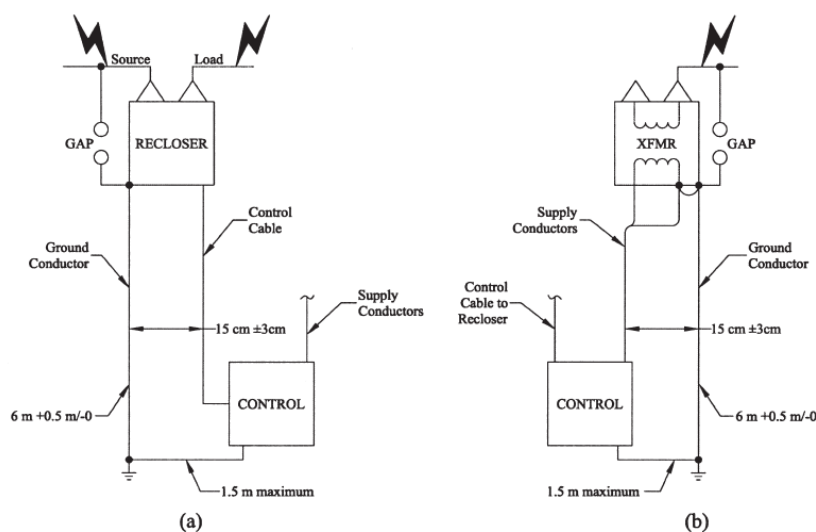 Source
Load
GAP
RECLOSER
Control
Cable
Ground
Conductor
Supply
Conductors
15 cm ±3cm
CONTROL
6 m +0.5 m/-0
1.5 m maximum
(a)
XFMR
GAP
Supply
Conductors
Ground
Conductor
Control
Cable to
Recloser
15 cm ±3cm
CONTROL
6 m +0.5 m/-0
1.5 m maximum
(b)